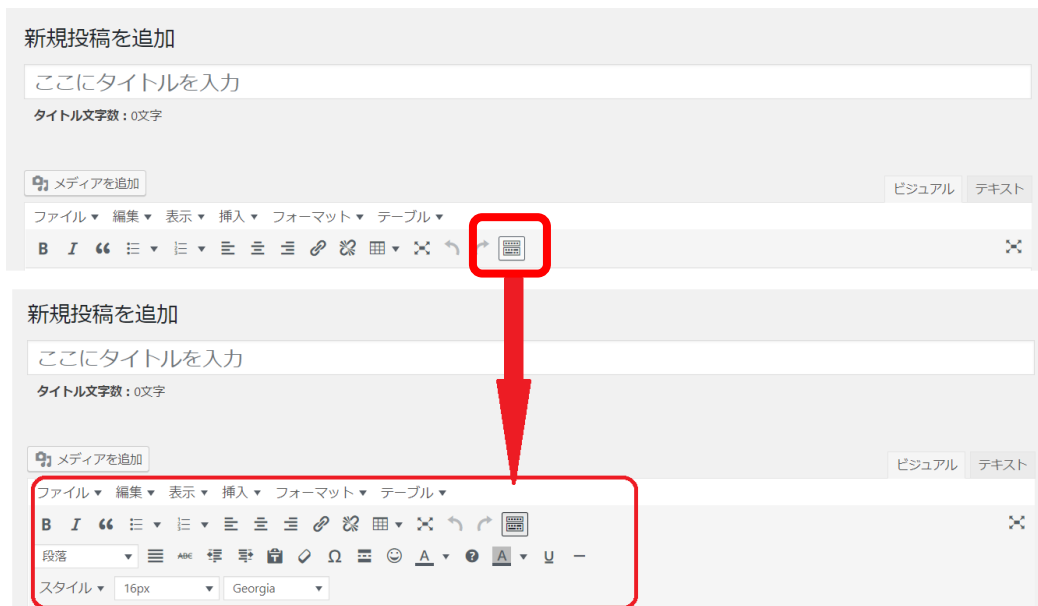 新規投稿を追加
ここにタイトルを入力
タイトル文字数：0文字
メディアを追加
ビジュアル テキスト
ファイル ▼ 編集 ▼ 表示 ▼ 挿入 ▼ フォーマット ▼ テーブル ▼
B I
新規投稿を追加
ここにタイトルを入力
タイトル文字数：0文字
メディアを追加
ビジュアル テキスト
ファイル ▼ 編集 ▼ 表示 ▼ 挿入 ▼ フォーマット ▼ テーブル ▼
B I
段落 ▼ ABC Ω A ▼ A ▼ U
スタイル ▼ 16px ▼ Georgia ▼